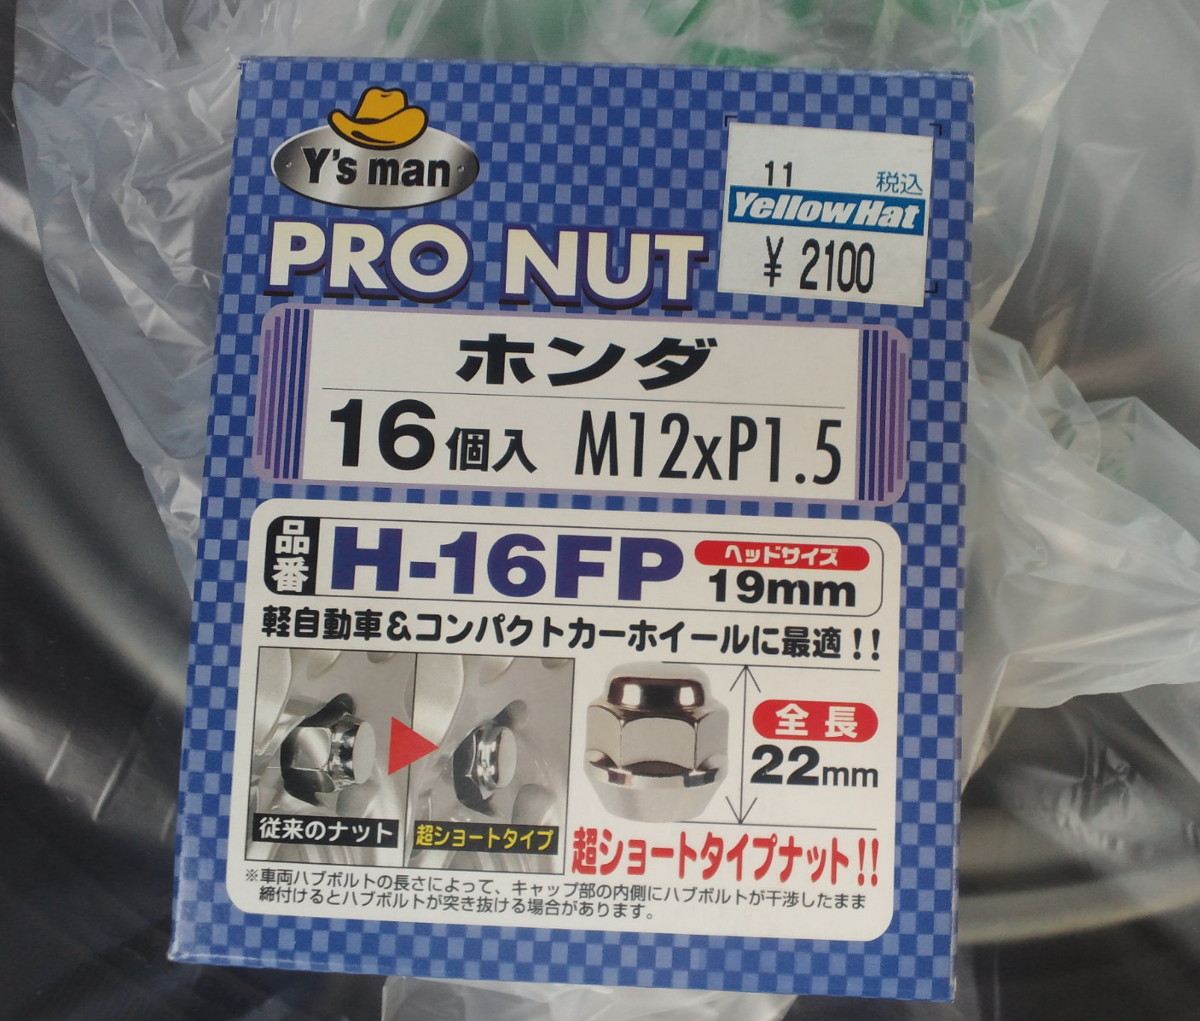 Y's man
11 税込
YellowHat
¥ 2100
PRO NUT
ホンダ
16個入 M12xP1.5
品番 H-16FP ヘッドサイズ 19mm
軽自動車&コンパクトカーホイールに最適!!
全長
22mm
従来のナット
超ショートタイプ
超ショートタイプナット!!
※車両ハブボルトの長さによって、キャップ部の内側にハブボルトが干渉したまま
締付けるとハブボルトが突き抜ける場合があります。